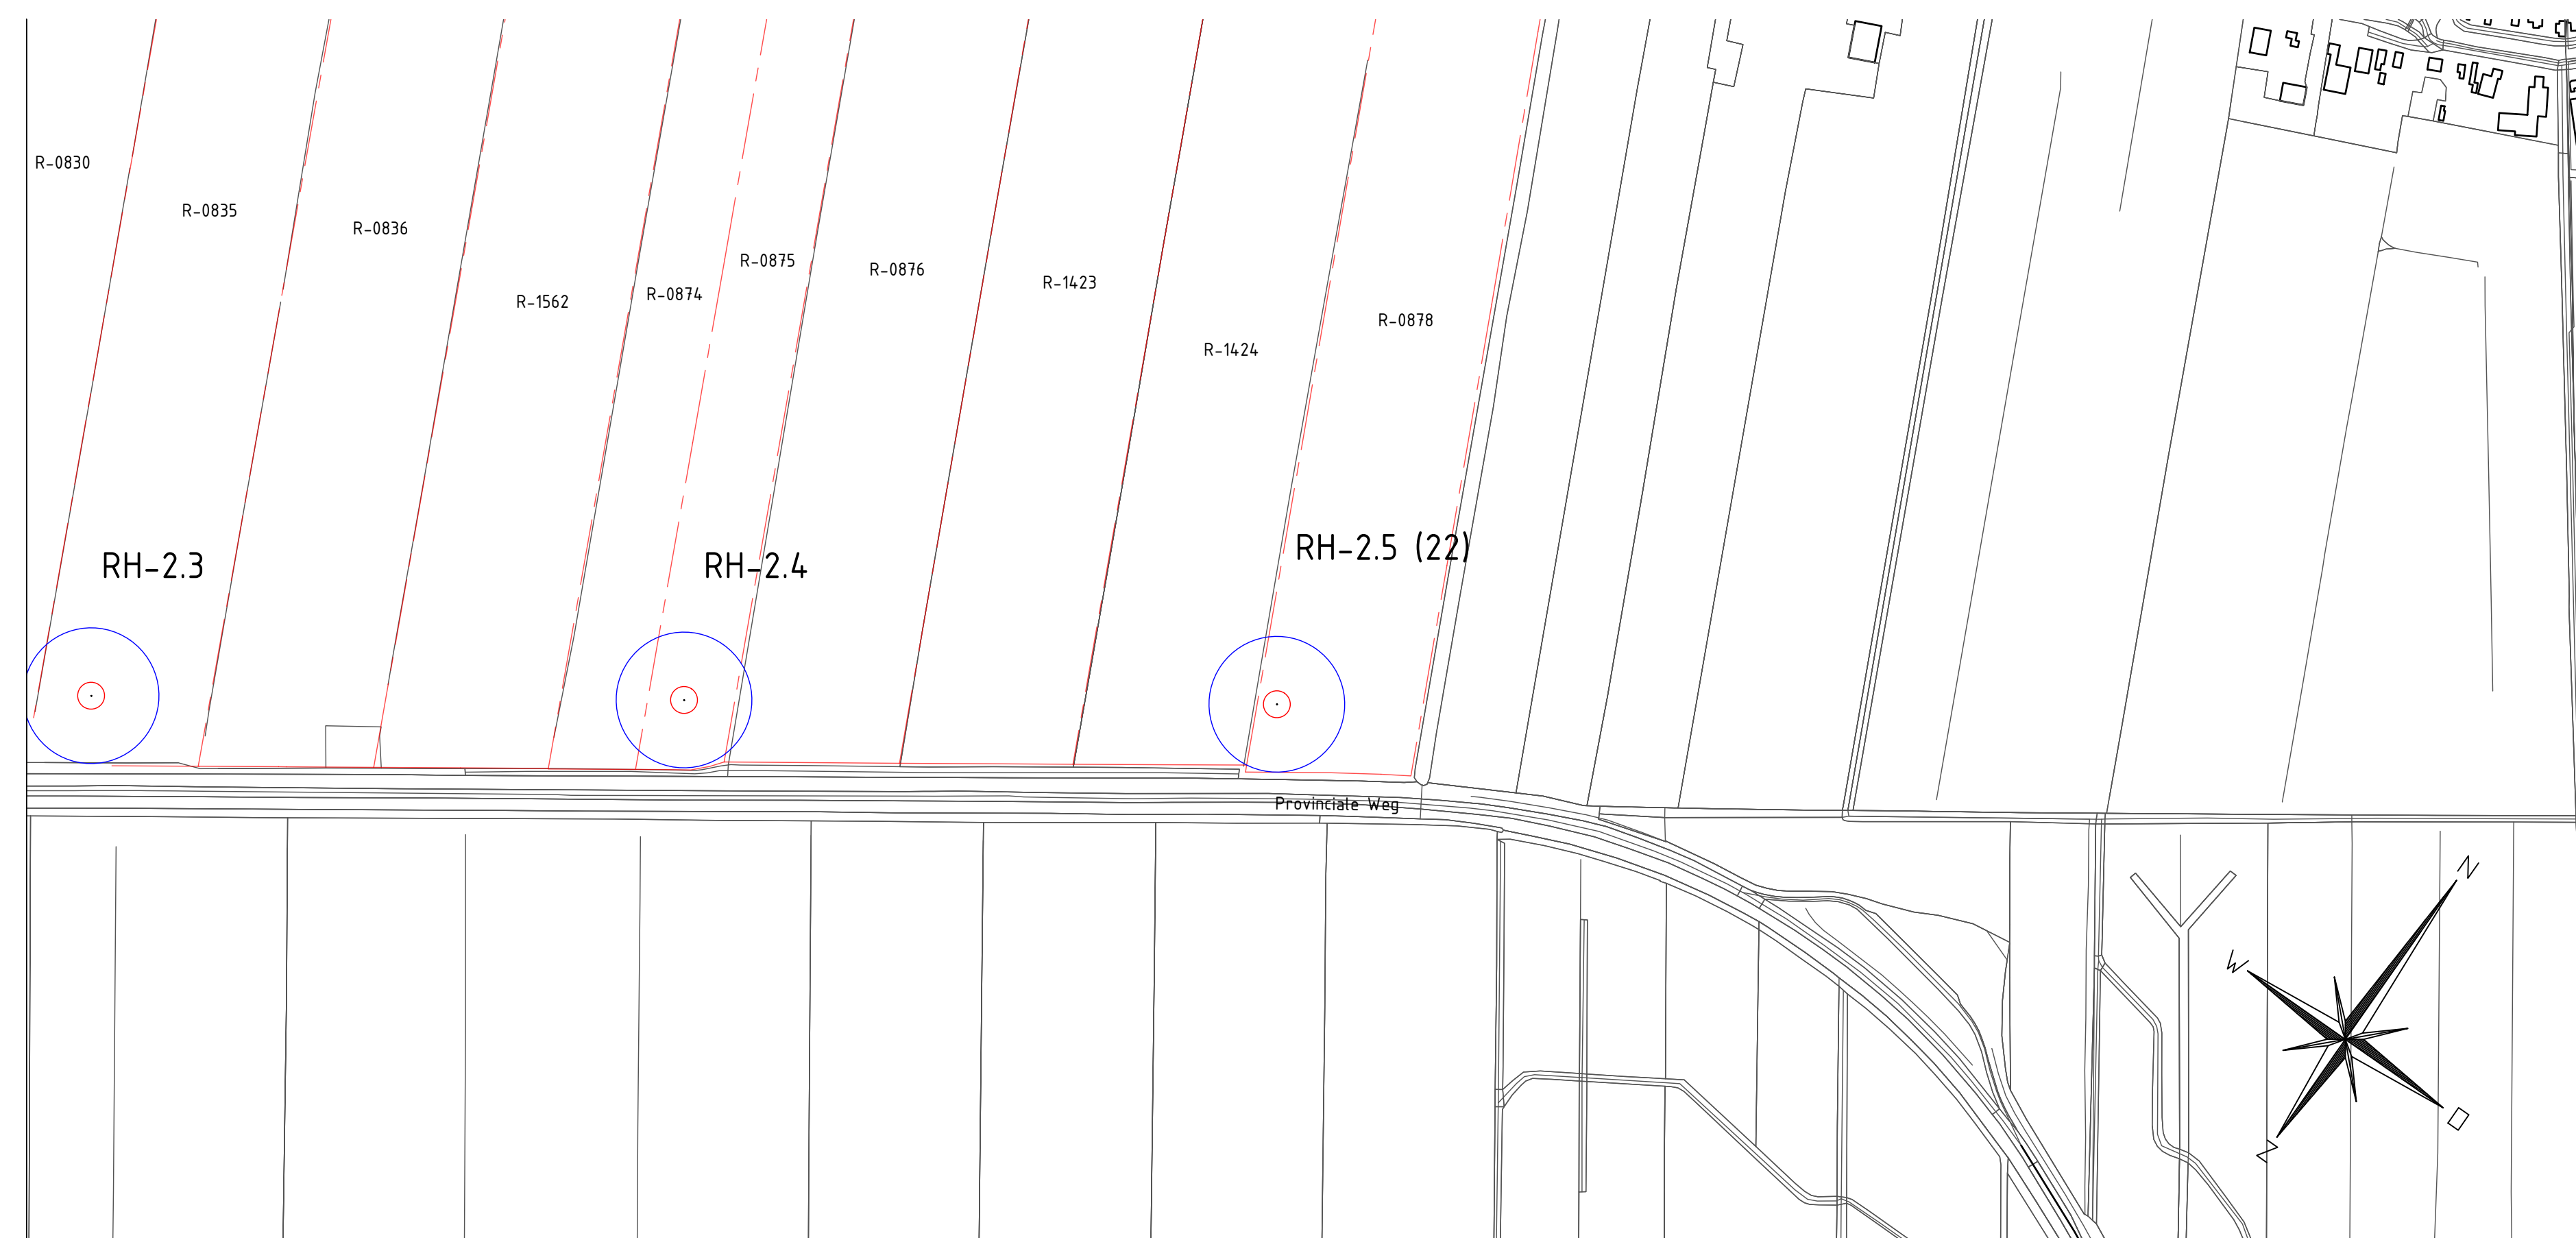 R-0830
R-0835
R-0836
R-0875
R-0876
R-1423
R-0874
R-1562
R-0878
R-1424
RH-2.3
RH-2.4
RH-2.5 (22)
Provinciale Weg
N
W
O
Z